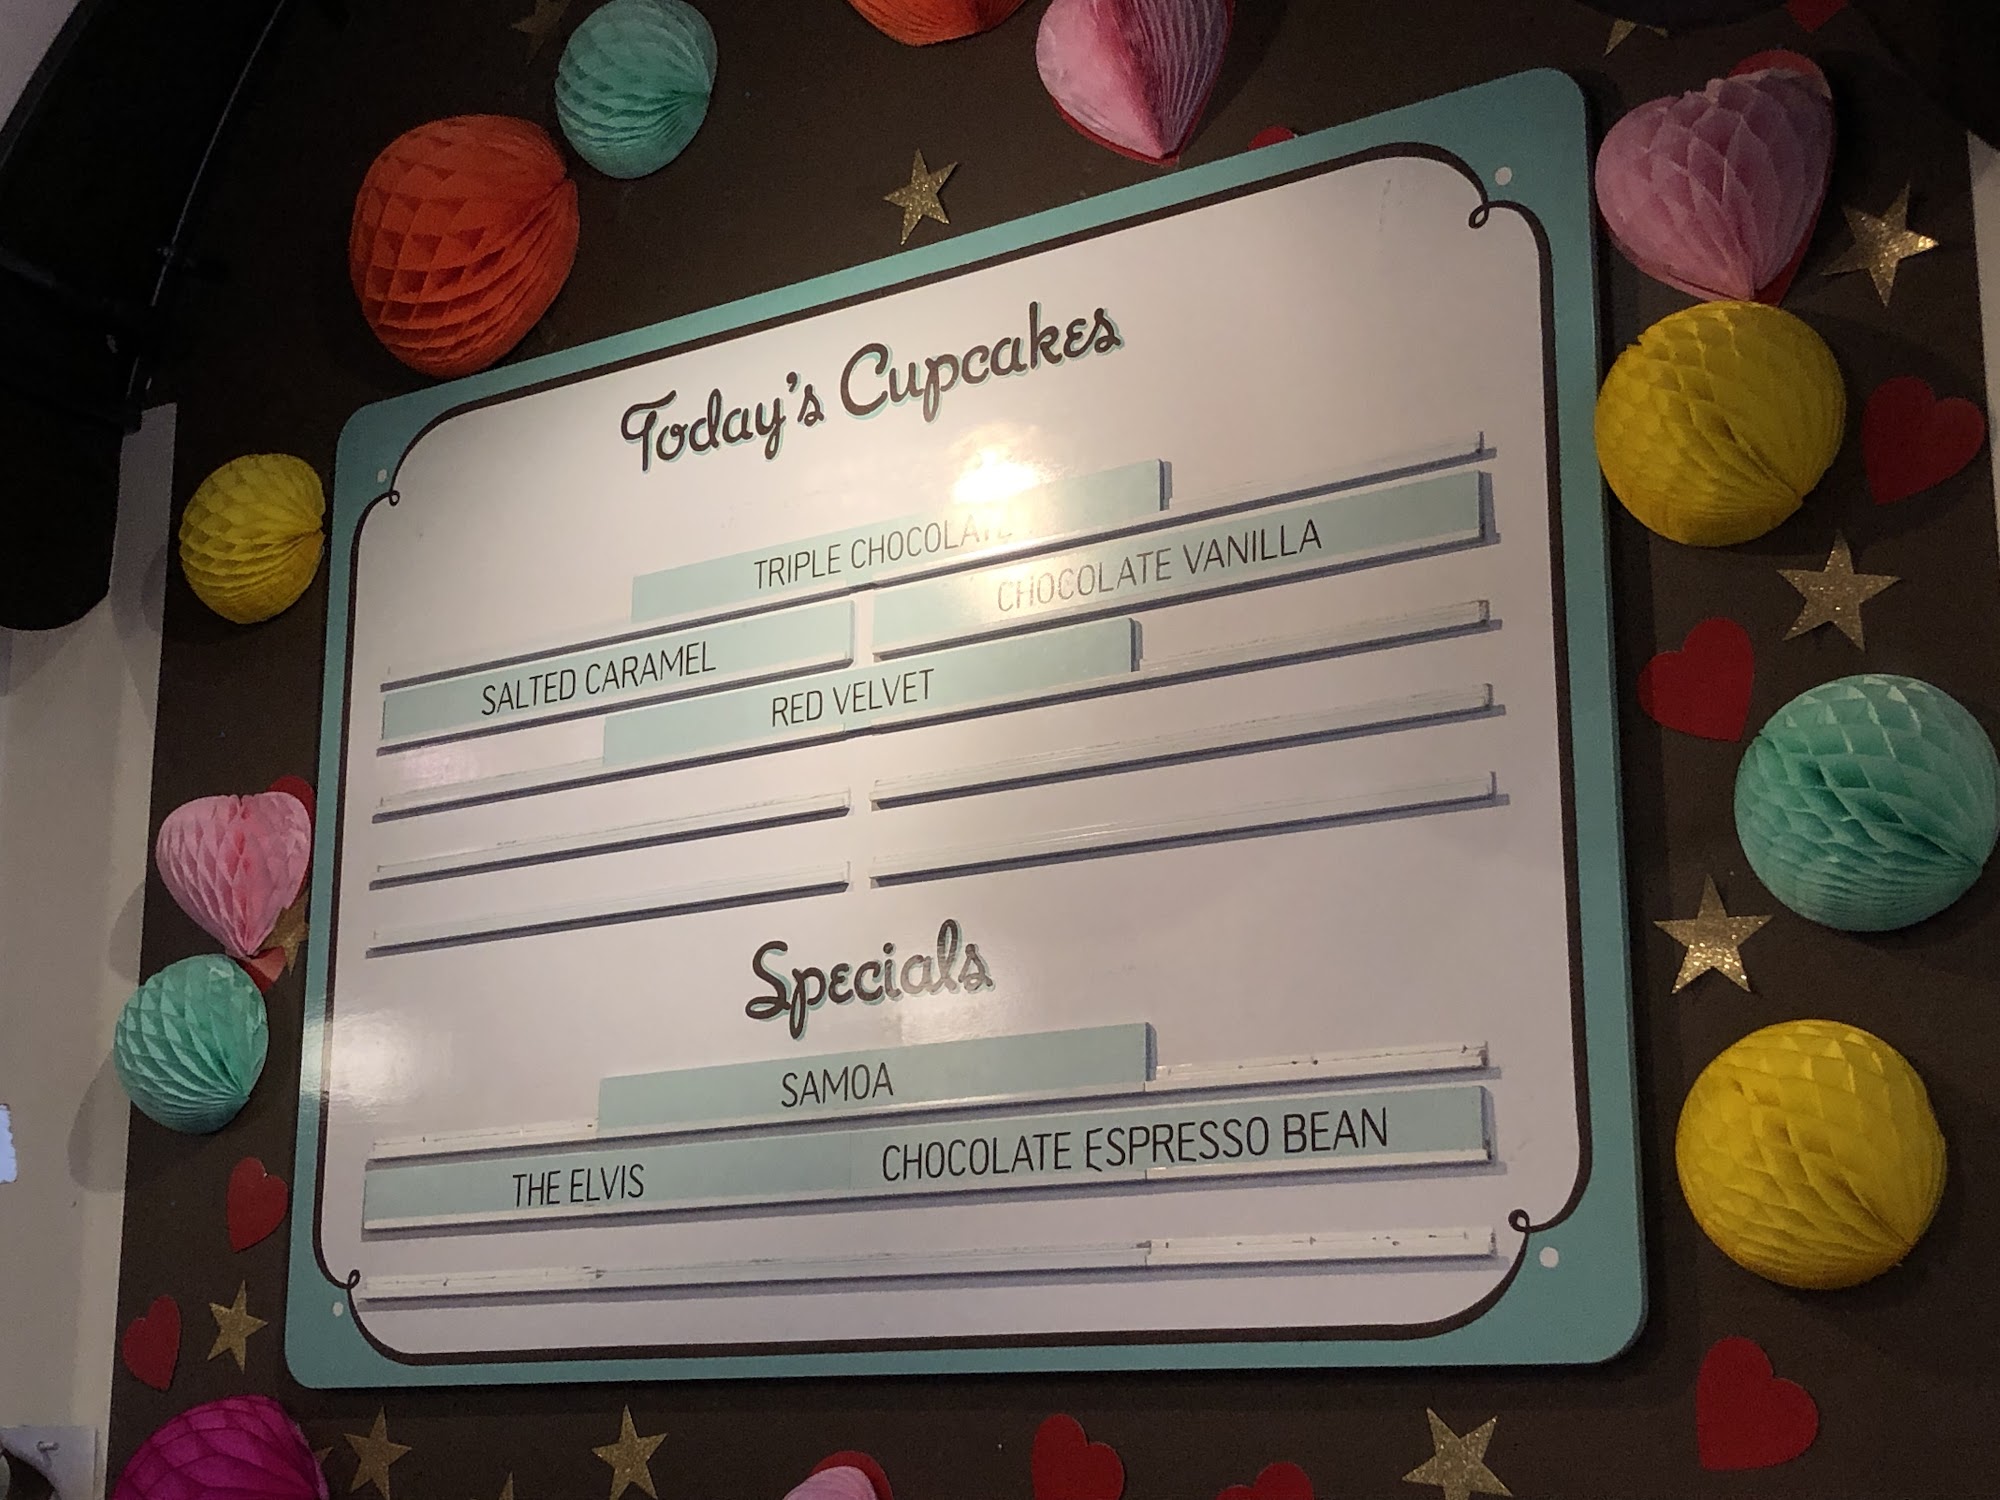 Today's Cupcakes
TRIPLE CHOCOLATE
SALTED CARAMEL
CHOCOLATE VANILLA
RED VELVET
Specials
SAMOA
THE ELVIS
CHOCOLATE ESPRESSO BEAN